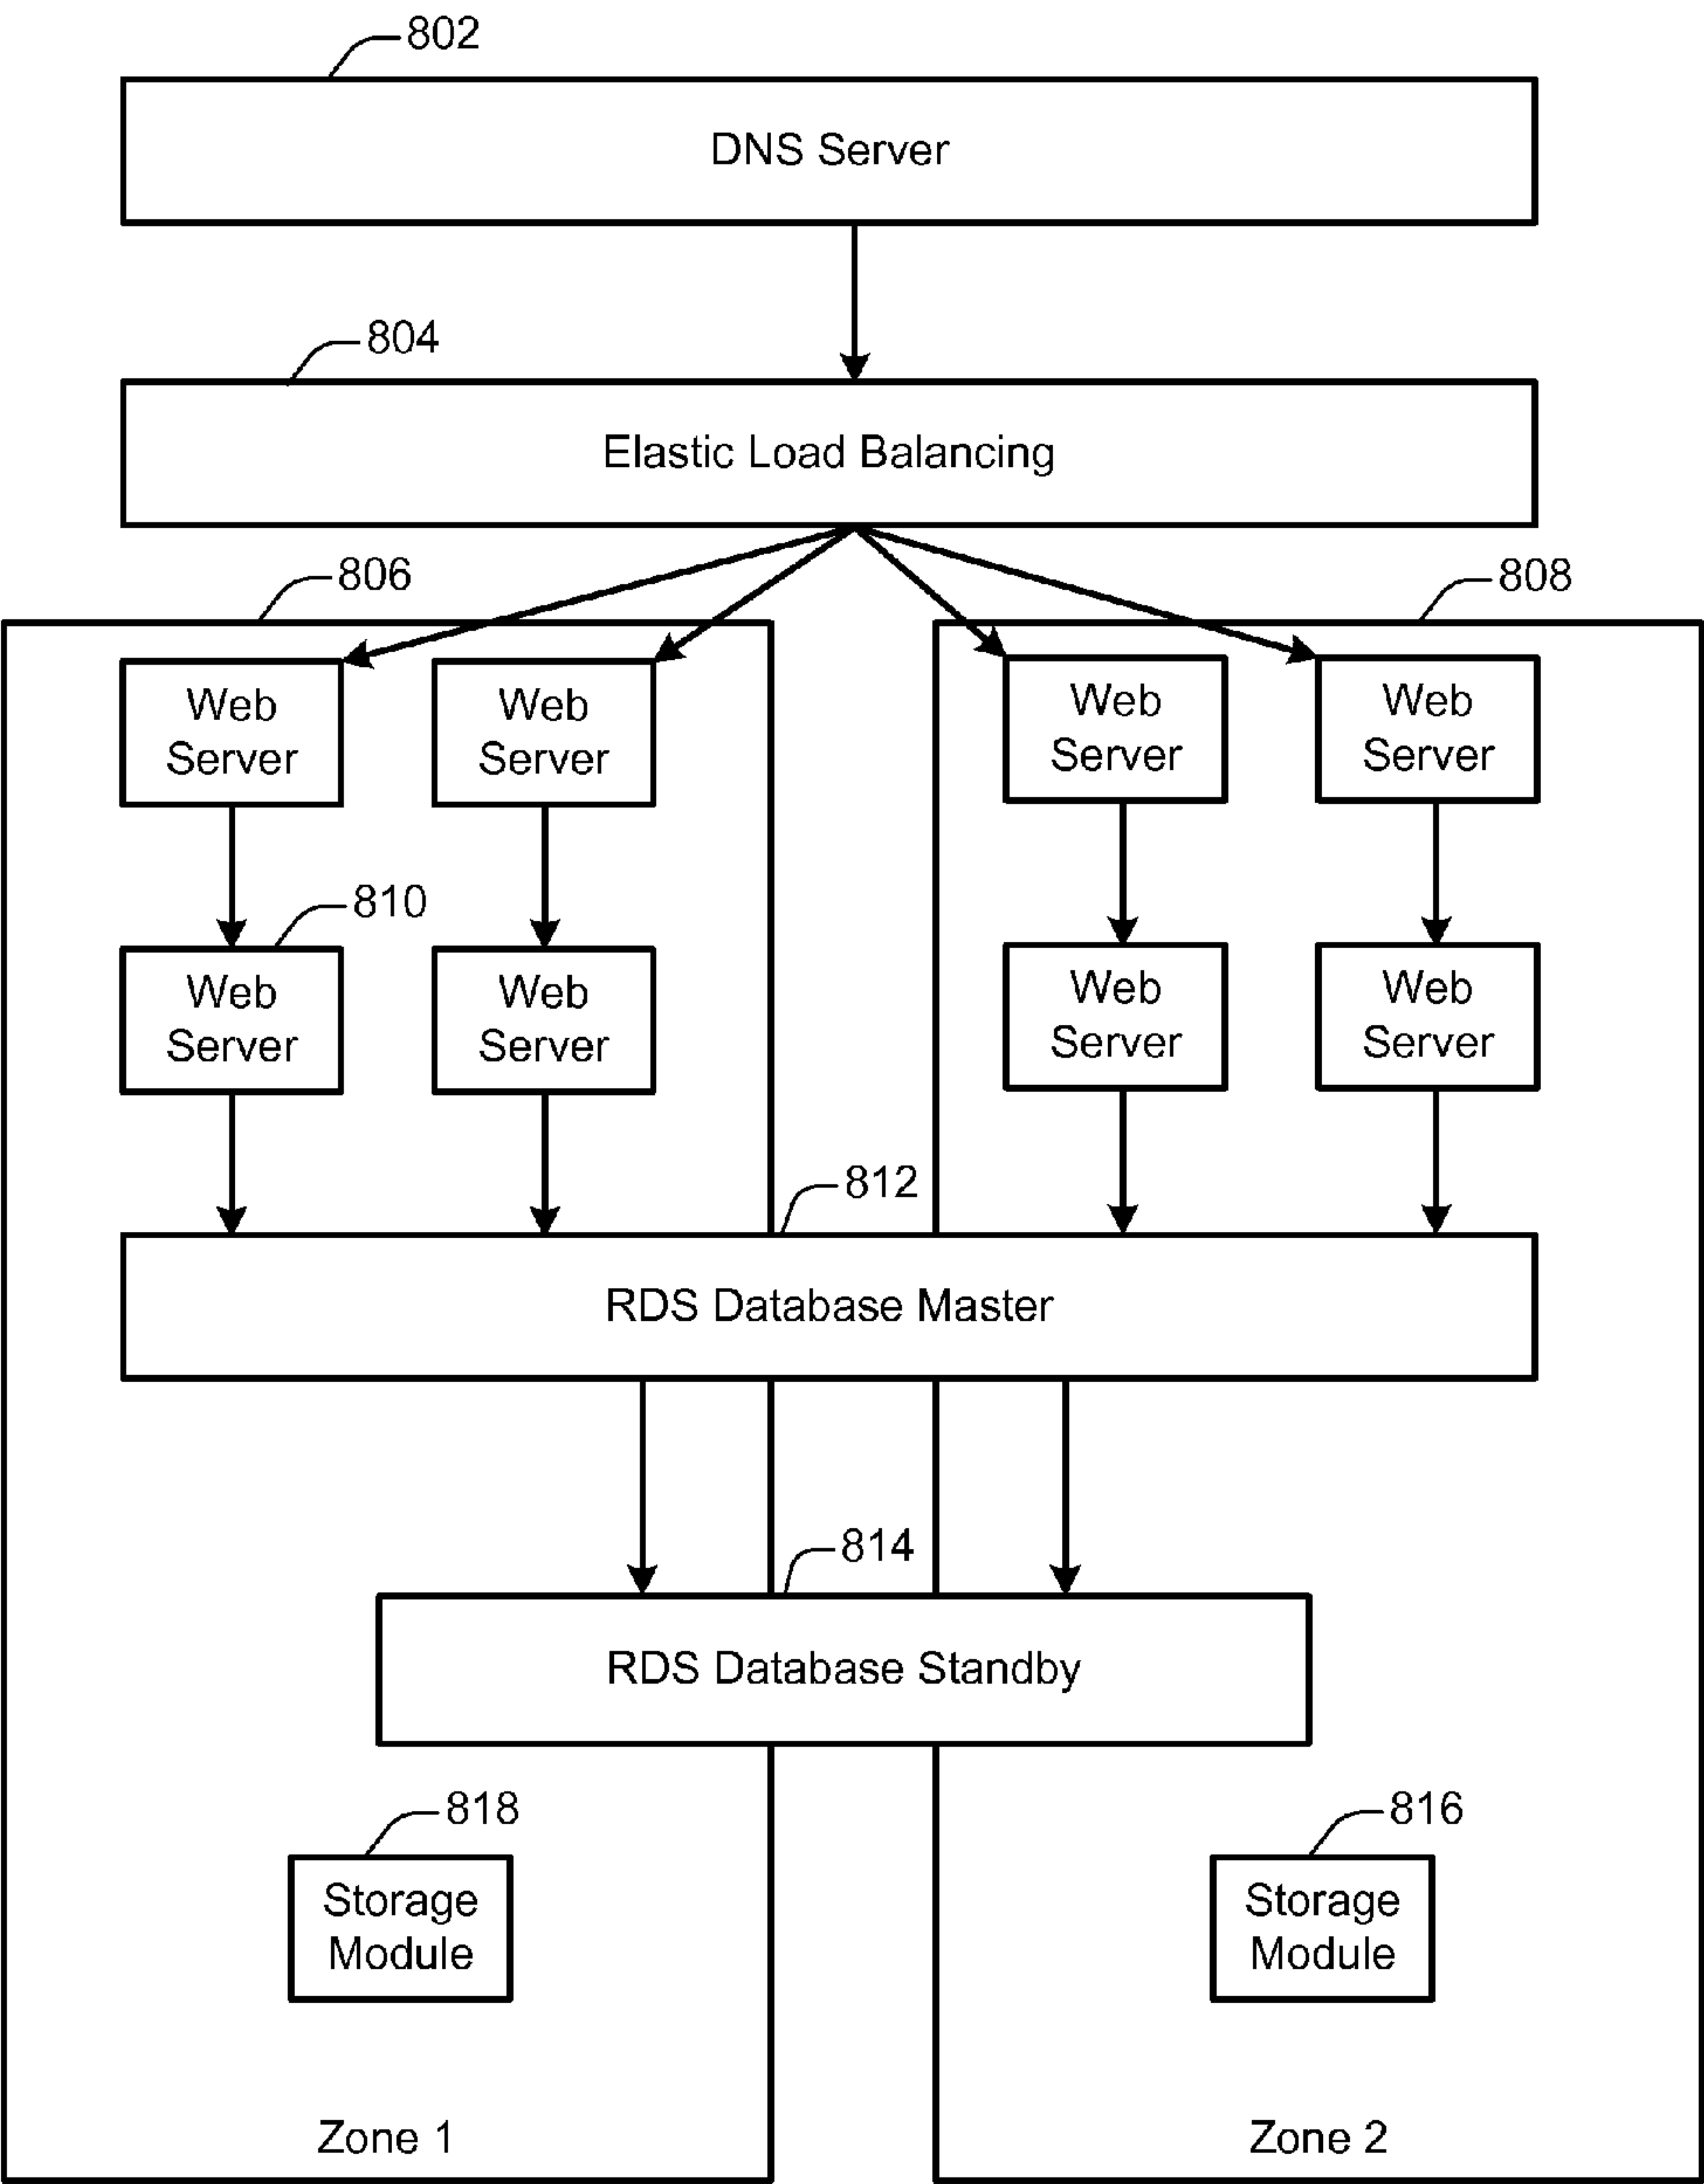 802
DNS Server
804
Elastic Load Balancing
806
808
Web
Server
Web
Server
Web
Server
Web
Server
810
Web
Server
Web
Server
Web
Server
Web
Server
812
RDS Database Master
814
RDS Database Standby
818
816
Storage
Module
Storage
Module
Zone 1
Zone 2